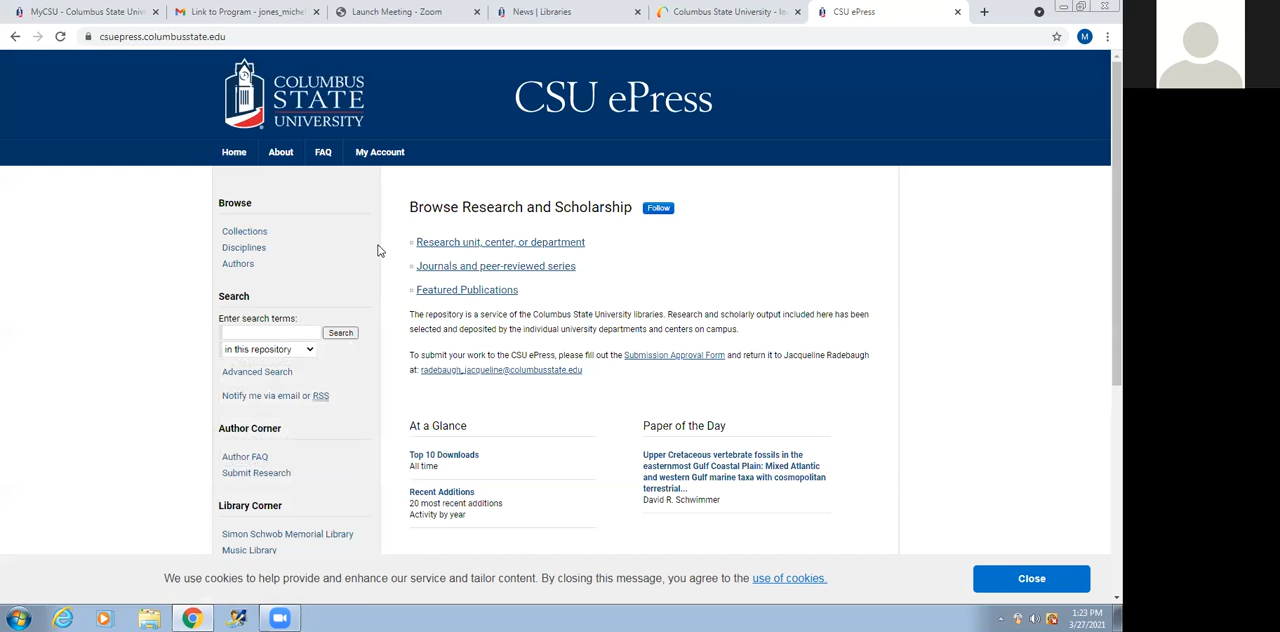 MyCSU - Columbus State Univ
Link to Program - jones_michel
Launch Meeting - Zoom
News | Libraries
Columbus State University - In
CSU ePress
csuepress.columbusstate.edu
M
COLUMBUS
STATE
UNIVERSITY
CSU ePress
Home
About
FAQ
My Account
Browse
Collections
Disciplines
Authors
Search
Enter search terms:
Search
in this repository
Advanced Search
Notify me via email or RSS
Author Corner
Author FAQ
Submit Research
Library Corner
Simon Schwob Memorial Library
Music Library
Browse Research and Scholarship
Follow
Research unit, center, or department
Journals and peer-reviewed series
Featured Publications
The repository is a service of the Columbus State University libraries. Research and scholarly output included here has been
selected and deposited by the individual university departments and centers on campus.
To submit your work to the CSU ePress, please fill out the Submission Approval Form and return it to Jacqueline Radebaugh
at: radebaugh_jacqueline@columbusstate.edu
At a Glance
Top 10 Downloads
All time
Recent Additions
20 most recent additions
Activity by year
Paper of the Day
Upper Cretaceous vertebrate fossils in the
easternmost Gulf Coastal Plain: Mixed Atlantic
and western Gulf marine taxa with cosmopolitan
terrestrial...
David R. Schwimmer
We use cookies to help provide and enhance our service and tailor content. By closing this message, you agree to the use of cookies.
Close
1:23 PM
3/27/2021